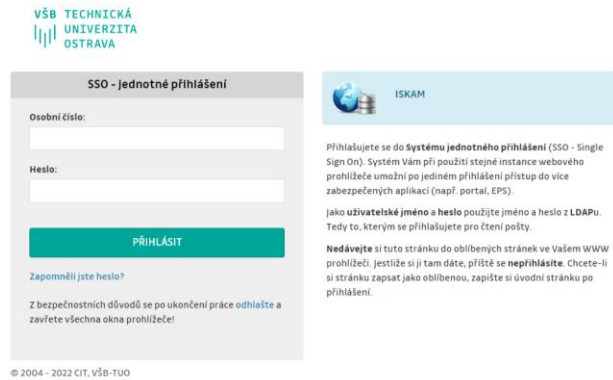 VŠB TECHNICKÁ
UNIVERZITA
OSTRAVA
SSO - Jednotné přihlášení
Osobní číslo:
Heslo:
PŘIHLÁSIT
Zapomněli jste heslo?
Z bezpečnostních důvodů se po ukončení práce odhlašte a
zavřete všechna okna prohlížeče!
ISKAM
Přihlašujete se do Systému jednotného přihlášení (SSO - Single
Sign On). Systém Vám při použití stejné instance webového
prohlížeče umožní po jediném přihlášení přístup do více
zabezpečených aplikací (např. portal, EPS).
Jako uživatelské jméno a heslo použijte jméno a heslo z LDAPu.
Tedy to, kterým se přihlašujete pro čtení pošty.
Nedávejte si tuto stránku do oblíbených stránek ve Vašem WWW
prohlížeči. Jestliže si ji tam dáte, příště se nepřihlásíte. Chcete-li
si stránku zapsat jako oblíbenou, zapište si úvodní stránku po
přihlášení.
© 2004 - 2022 CIT, VŠB-TUO